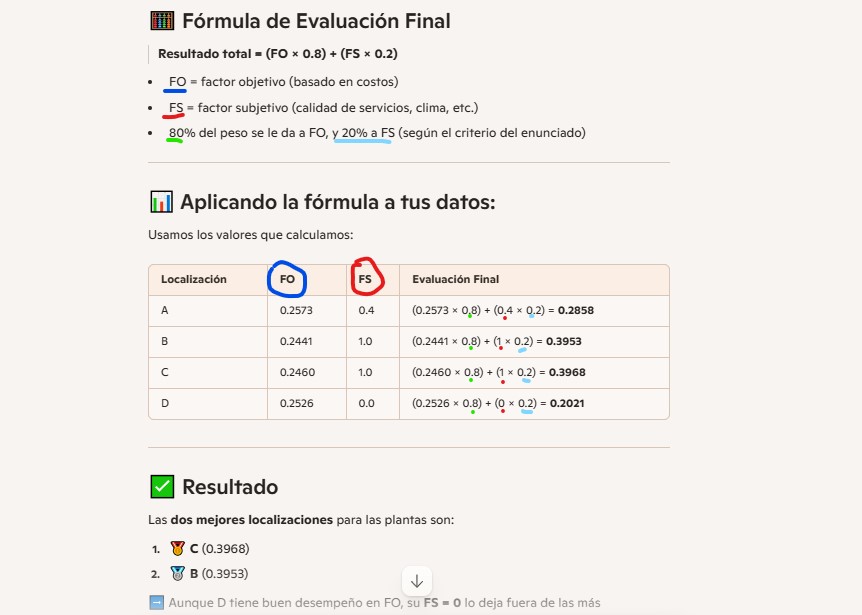 Fórmula de Evaluación Final
Resultado total = (FO × 0.8) + (FS × 0.2)
• FO = factor objetivo (basado en costos)
• FS = factor subjetivo (calidad de servicios, clima, etc.)
• 80% del peso se le da a FO, y 20% a FS (según el criterio del enunciado)
Aplicando la fórmula a tus datos:
Usamos los valores que calculamos:
Localización FO FS Evaluación Final
A 0.2573 0.4 (0.2573 × 0.8) + (0.4 × 0.2) = 0.2858
B 0.2441 1.0 (0.2441 × 0.8) + (1 × 0.2) = 0.3953
C 0.2460 1.0 (0.2460 × 0.8) + (1 × 0.2) = 0.3968
D 0.2526 0.0 (0.2526 × 0.8) + (0 × 0.2) = 0.2021
Resultado
Las dos mejores localizaciones para las plantas son:
1. C (0.3968)
2. B (0.3953)
Aunque D tiene buen desempeño en FO, su FS = 0 lo deja fuera de las más